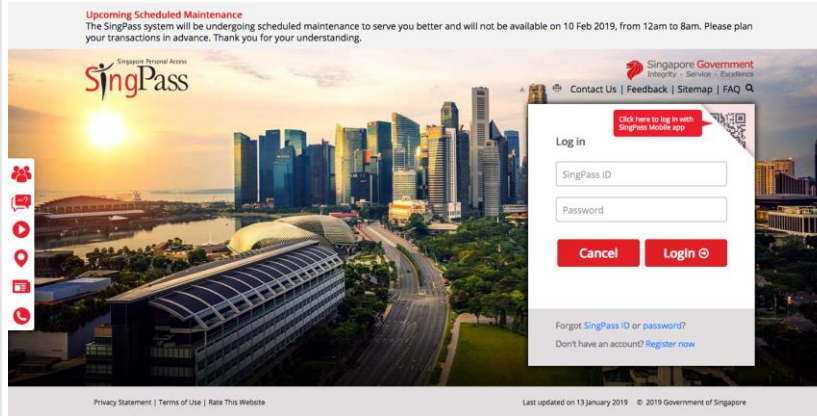 Upcoming Scheduled Maintenance
The SingPass system will be undergoing scheduled maintenance to serve you better and will not be available on 10 Feb 2019, from 12am to 8am. Please plan
your transactions in advance. Thank you for your understanding.
Singapore Personal Access
SingPass
Singapore Government
Integrity · Service · Excellence
A
Contact Us | Feedback | Sitemap | FAQ
Click here to log in with
SingPass Mobile app
Log in
SingPass ID
Password
Cancel
Login
Forgot SingPass ID or password?
Don't have an account? Register now
Privacy Statement | Terms of Use | Rate This Website
Last updated on 13 January 2019 © 2019 Government of Singapore